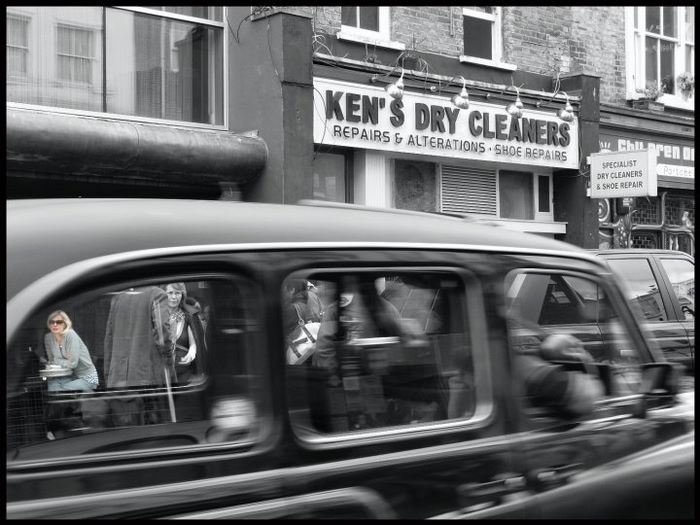 KEN'S DRY CLEANERS
REPAIRS & ALTERATIONS · SHOE REPAIRS
SPECIALIST
DRY CLEANERS
& SHOE REPAIR